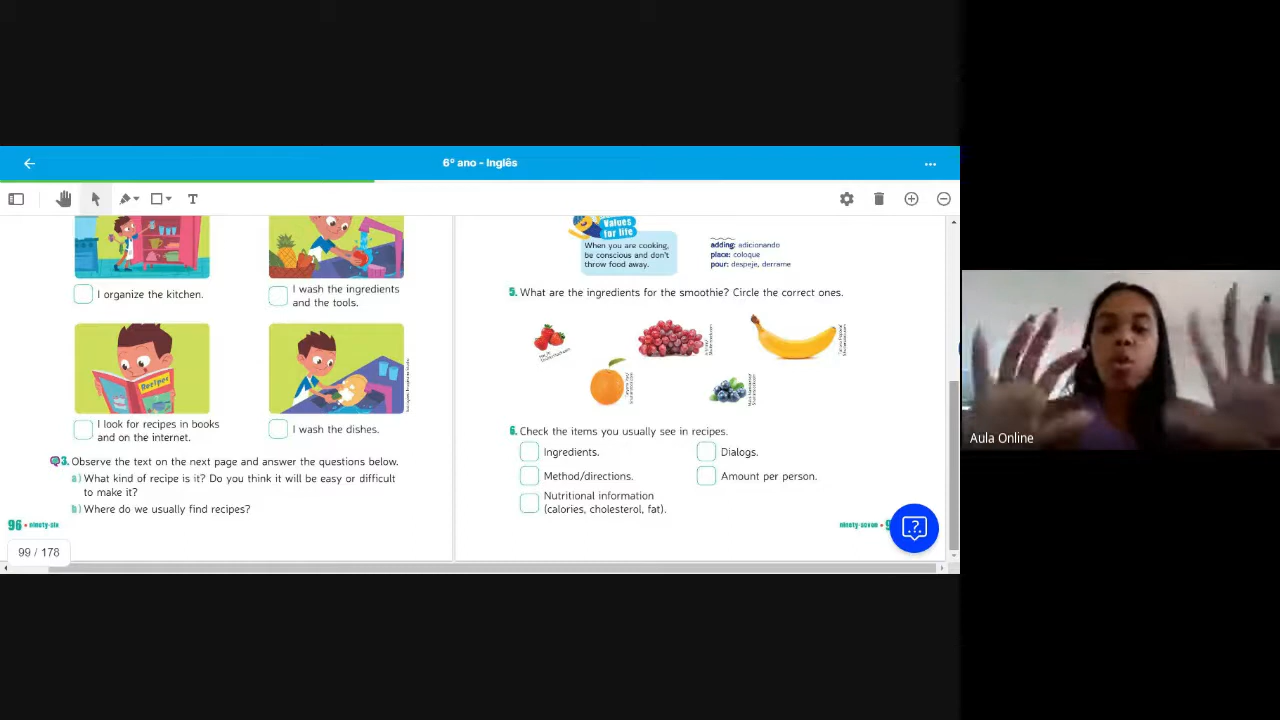 6º ano - Inglês
T
I organize the kitchen.
I wash the ingredients
and the tools.
Recipes
I look for recipes in books
and on the internet.
I wash the dishes.
3. Observe the text on the next page and answer the questions below.
a) What kind of recipe is it? Do you think it will be easy or difficult
to make it?
b) Where do we usually find recipes?
96 • ninety-six
99 / 178
Values
for life
When you are cooking,
be conscious and don't
throw food away.
adding: adicionando
place: coloque
pour: despeje, derrame
5. What are the ingredients for the smoothie? Circle the correct ones.
6. Check the items you usually see in recipes.
Ingredients.
Dialogs.
Method/directions.
Amount per person.
Nutritional information
(calories, cholesterol, fat).
ninety-seven • 9
?
Aula Online